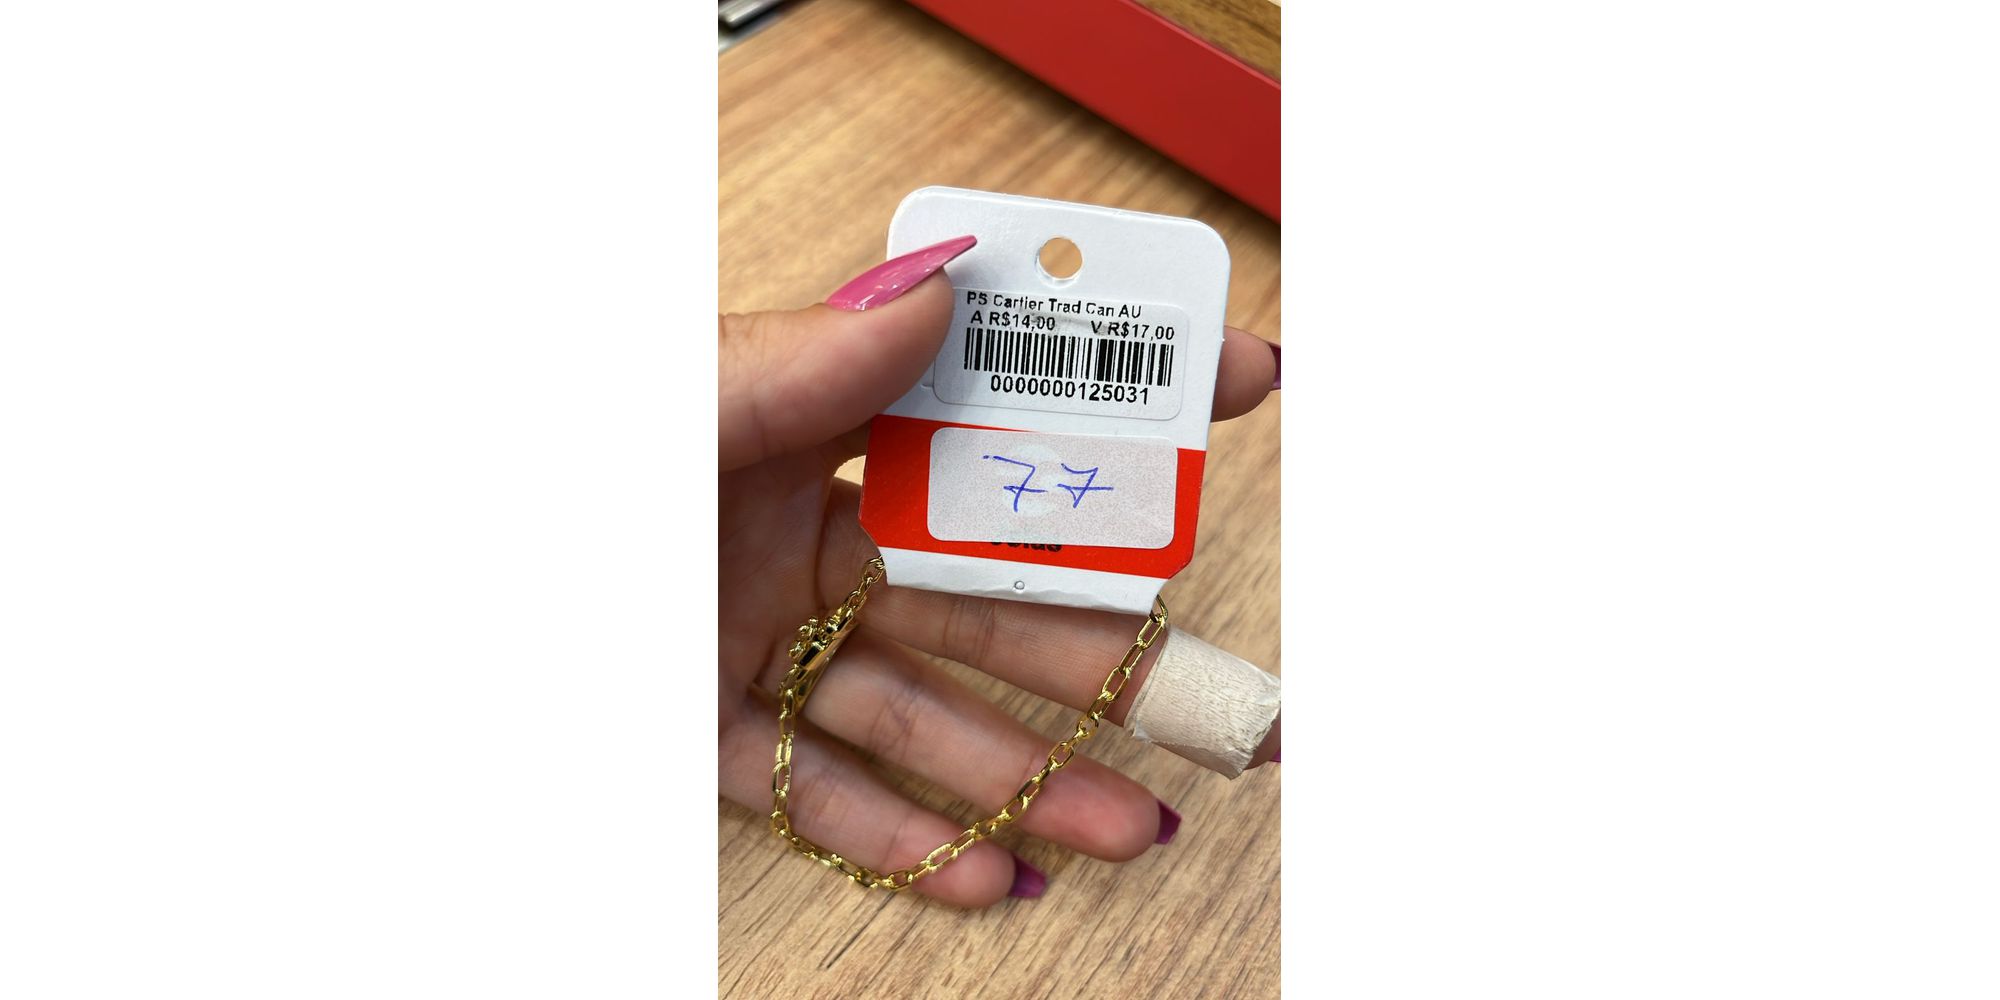 PS Cartier Trad Can AU
A R$14,00 V R$17,00
0000000125031
77